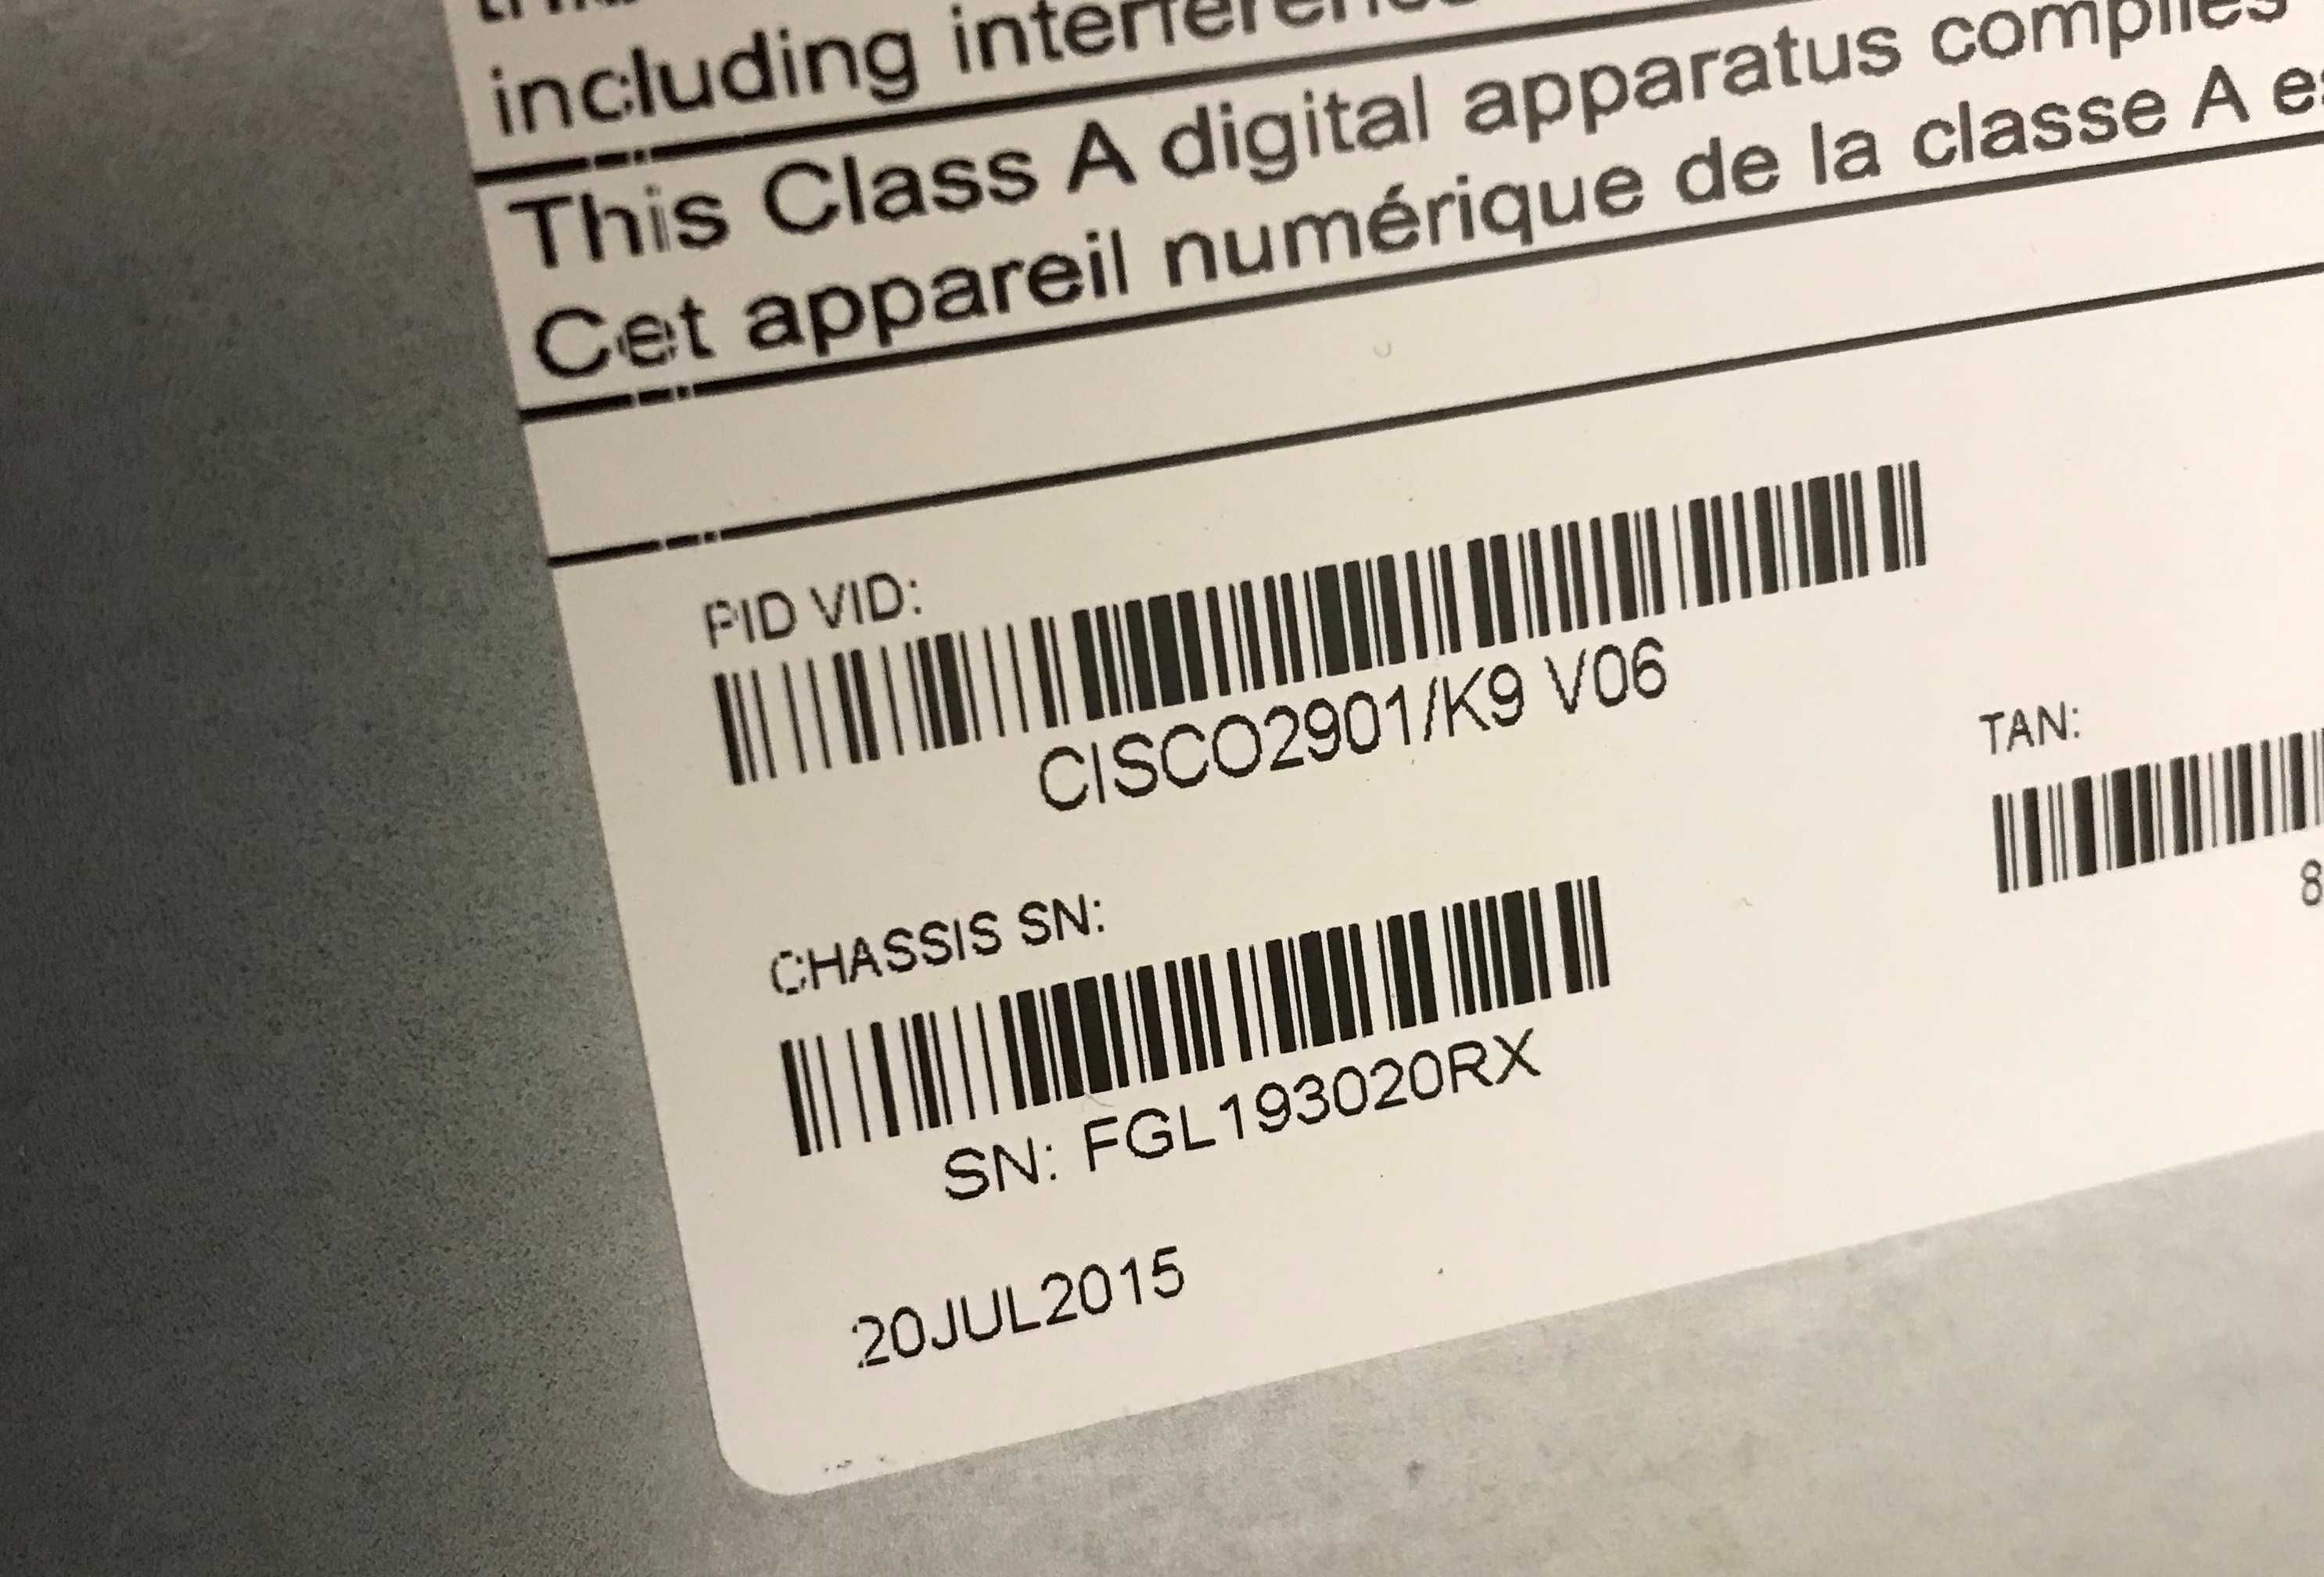 including
This Class A digital apparatus complies
Cet appareil numérique de la classe A
PID VID:
CISCO2901/K9 V06
TAN:
8
CHASSIS SN:
SN: FGL193020RX
20JUL2015